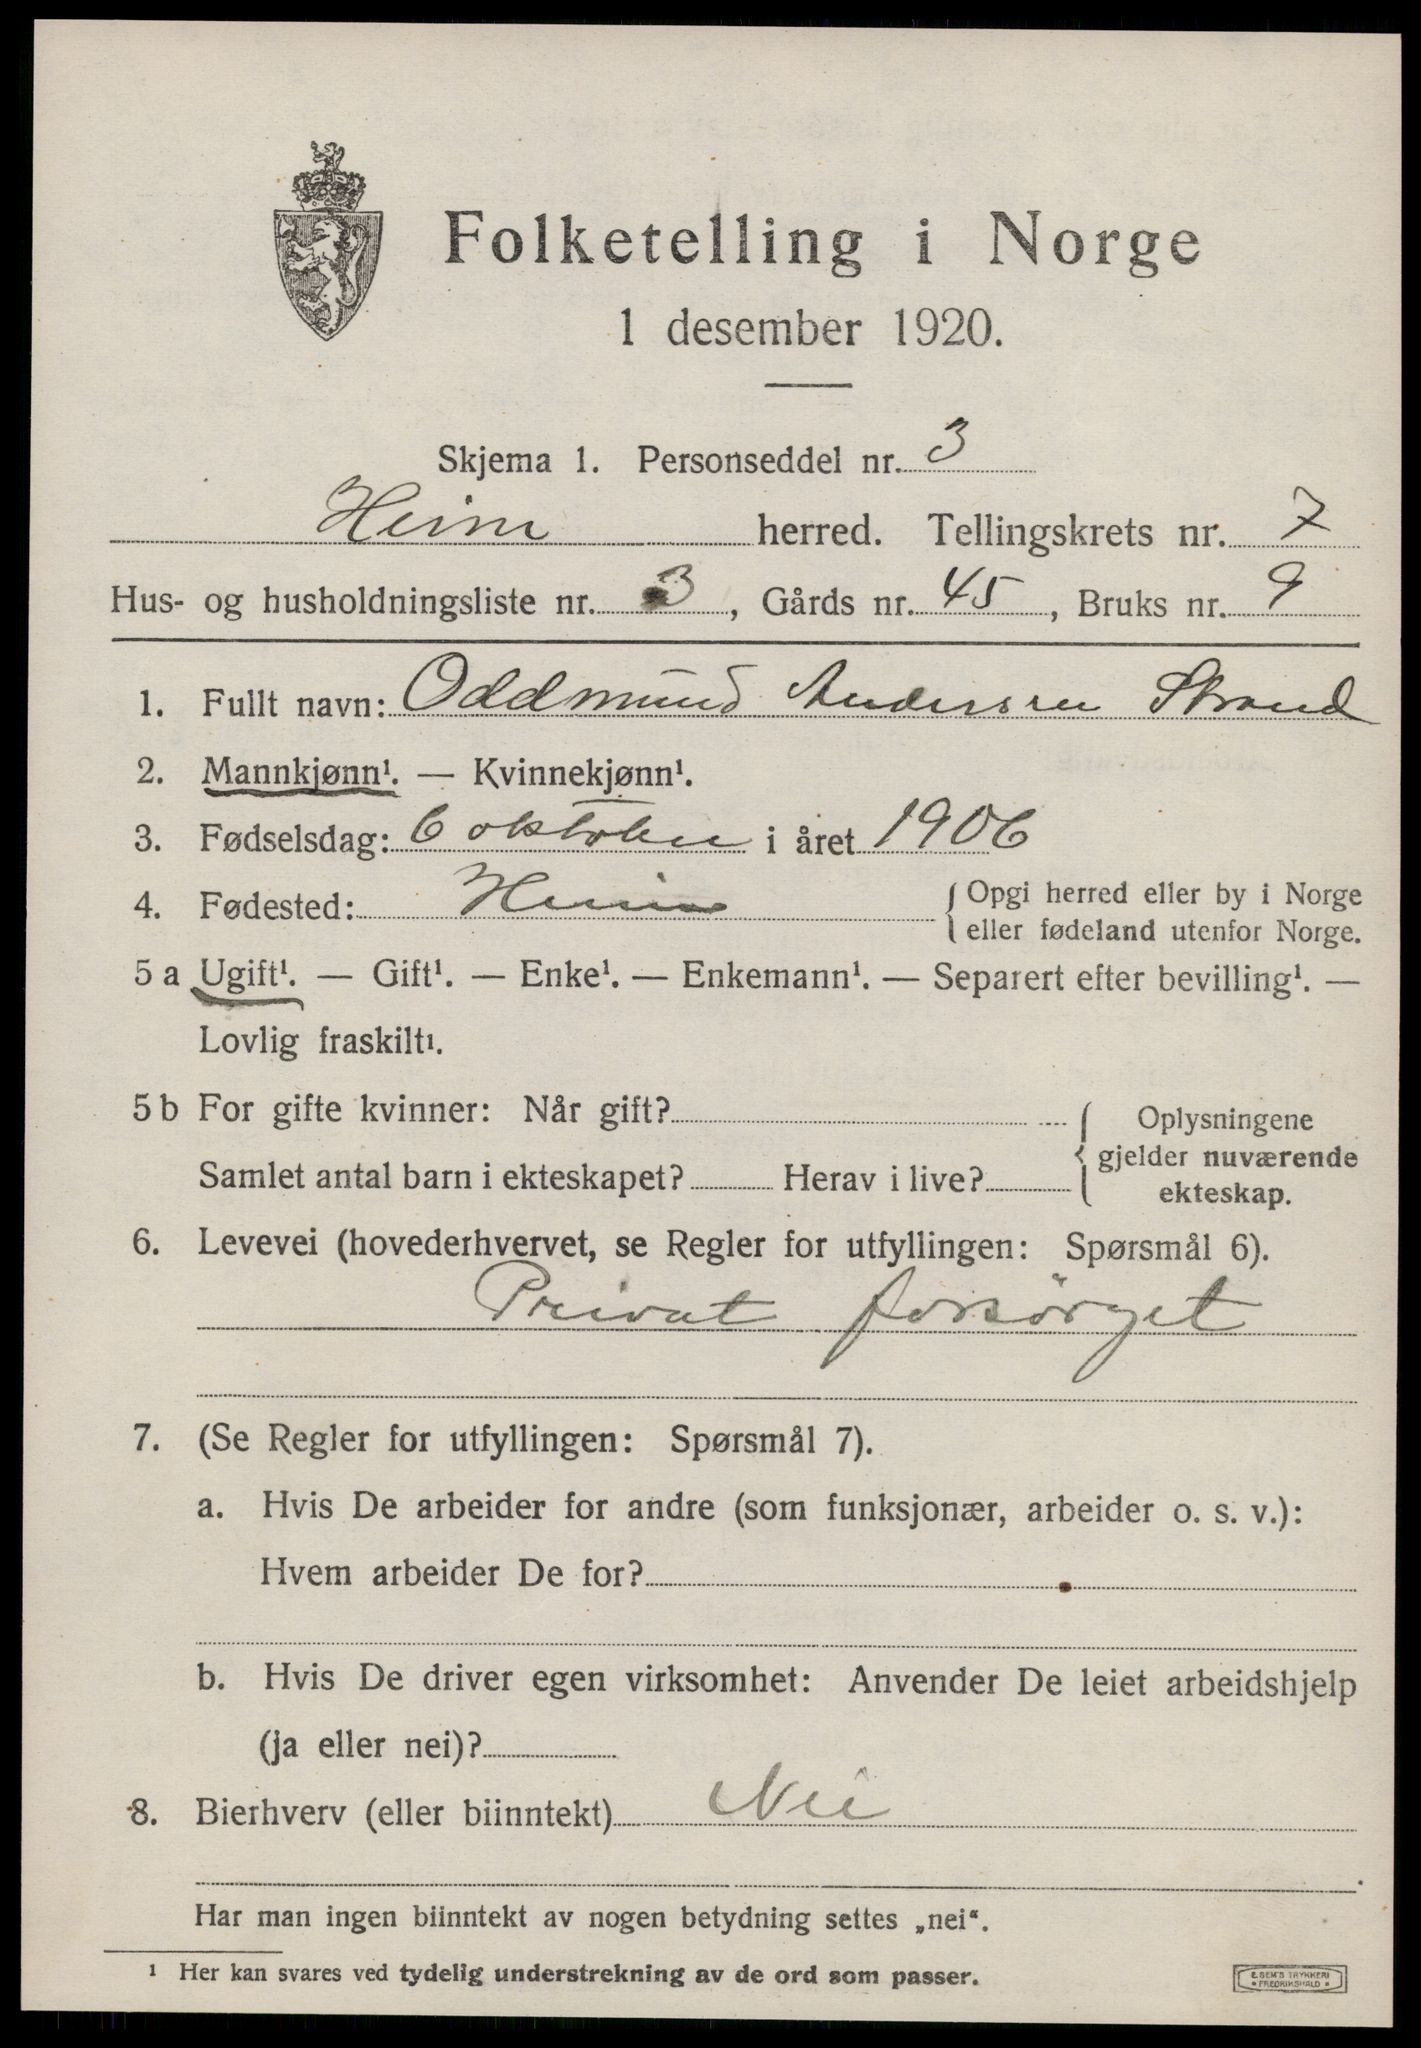 Folketelling i Norge
1 desember 1920.
Skjema 1. Personseddel nr. 3
Heim herred. Tellingskrets nr. 7
Hus- og husholdningsliste nr. 3, Gårds nr. 45, Bruks nr. 9
1. Fullt navn: Oddmund Anderssen Strand
2. Mannkjønn¹. — Kvinnekjønn¹.
3. Fødselsdag: 6 oktober i året 1906
4. Fødested: Heim { Opgi herred eller by i Norge
eller fødeland utenfor Norge.
5 a Ugift¹. — Gift¹. — Enke¹. — Enkemann¹. — Separert efter bevilling¹. —
Lovlig fraskilt¹.
5 b For gifte kvinner: Når gift? { Oplysningene
gjelder nuværende
ekteskap.
Samlet antal barn i ekteskapet? Herav i live?
6. Levevei (hovederhvervet, se Regler for utfyllingen: Spørsmål 6).
Privat forsörget
7. (Se Regler for utfyllingen: Spørsmål 7).
a. Hvis De arbeider for andre (som funksjonær, arbeider o. s. v.):
Hvem arbeider De for?
b. Hvis De driver egen virksomhet: Anvender De leiet arbeidshjelp
(ja eller nei)?
8. Bierhverv (eller biinntekt) Nei
Har man ingen biinntekt av nogen betydning settes „nei“.
¹ Her kan svares ved tydelig understrekning av de ord som passer.
E. SEM'S TRYKKERI
• FREDRIKSHALD •